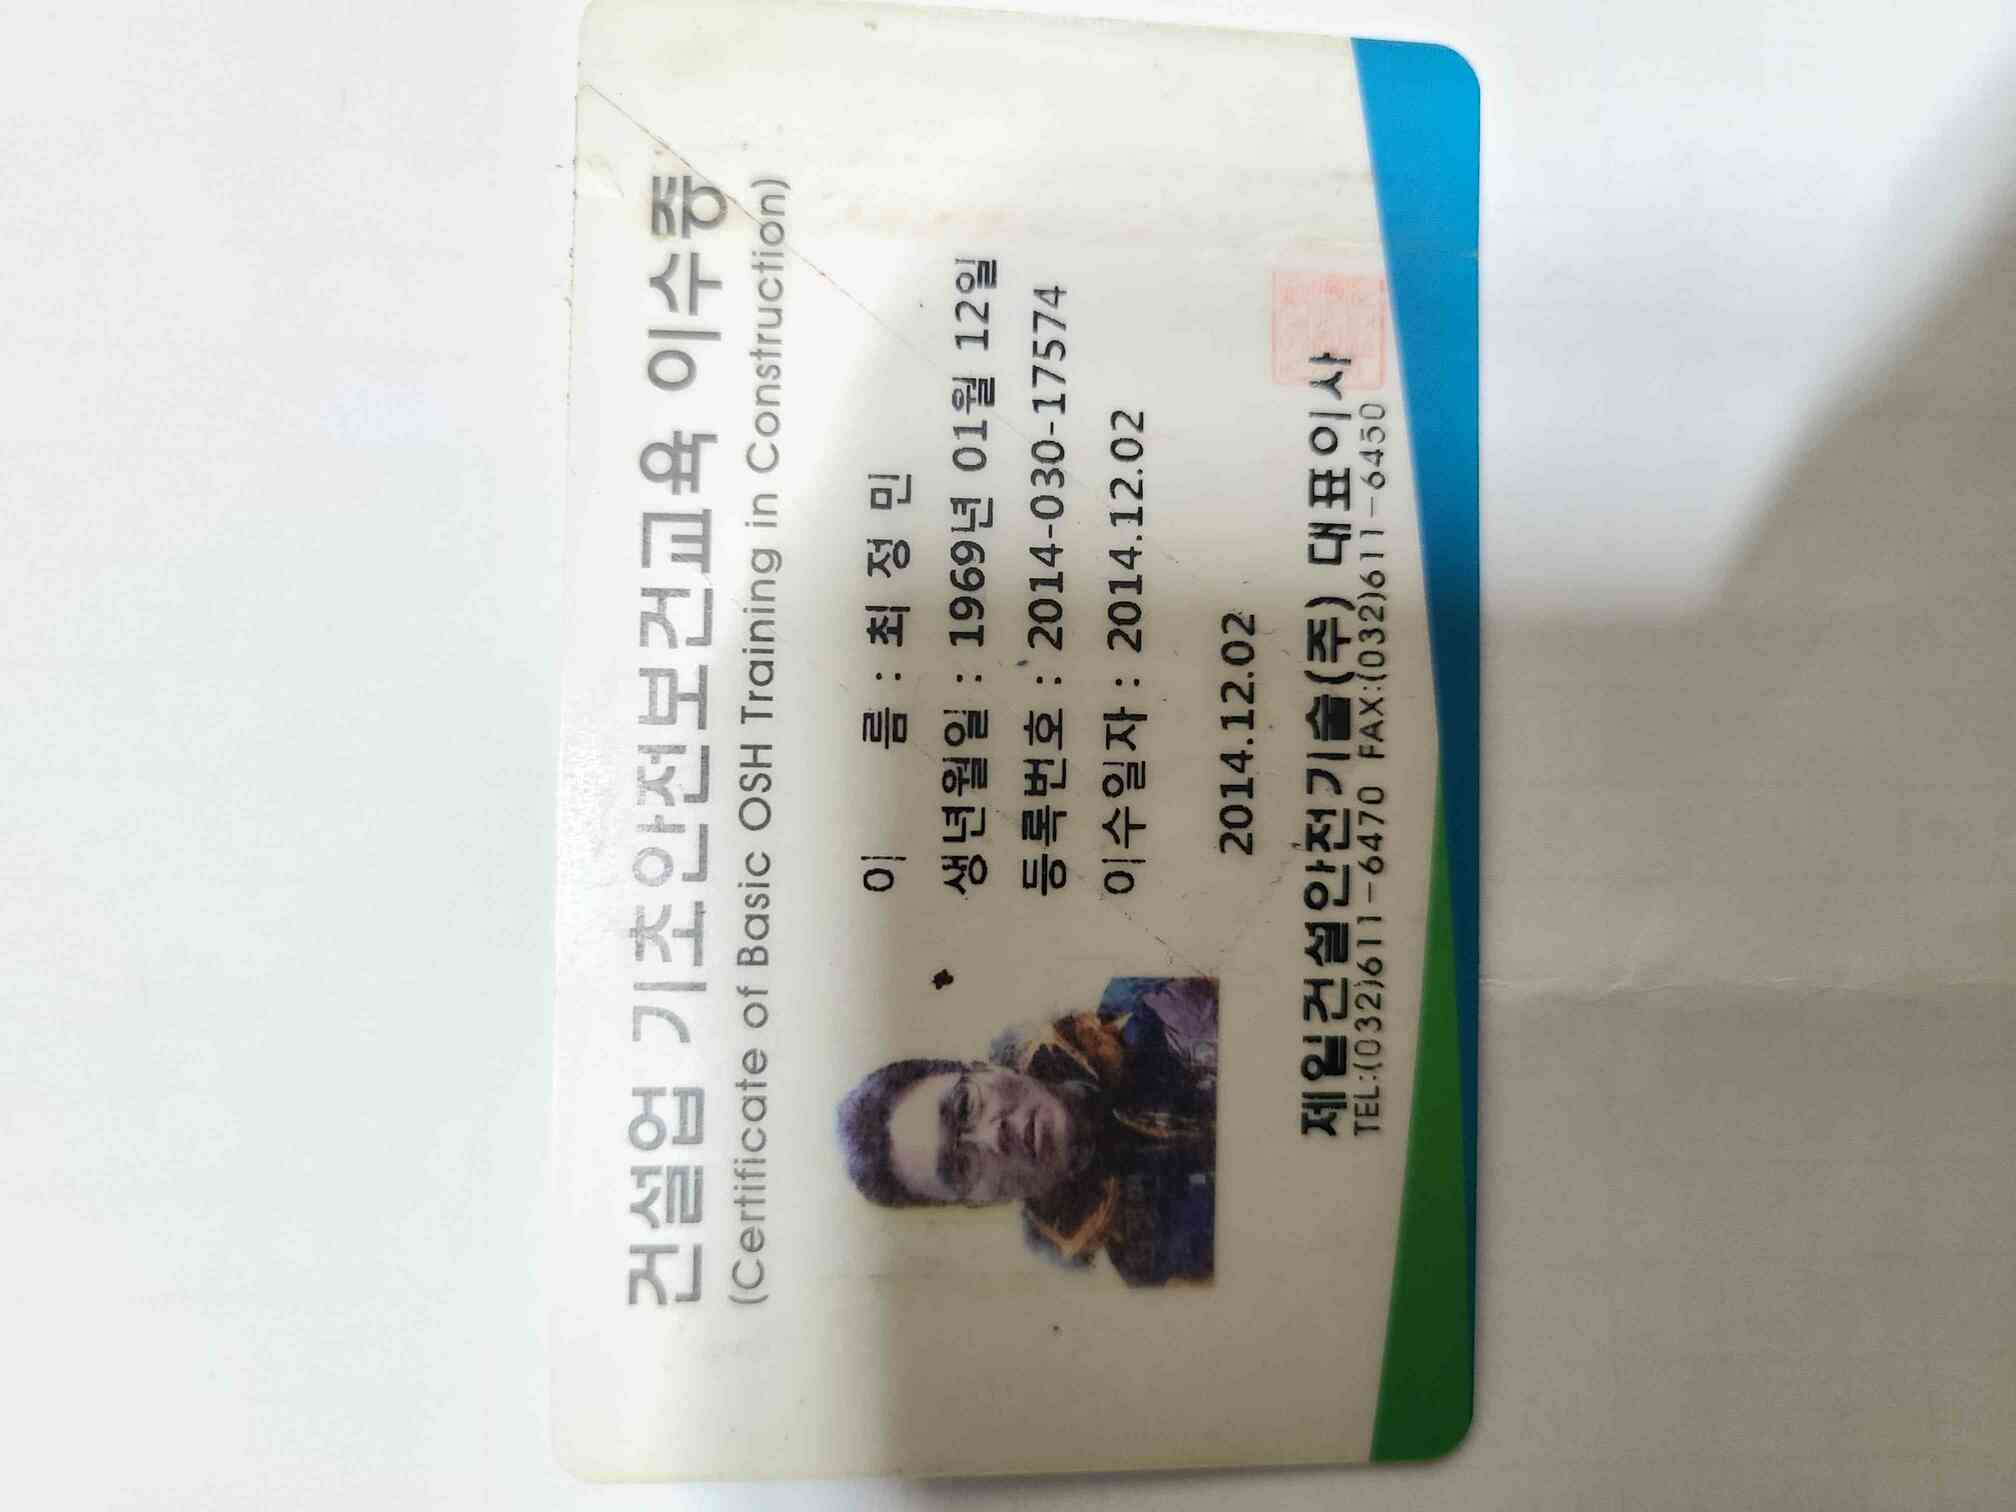 건설업 기초안전보건교육 이수증
(Certificate of Basic OSH Training in Construction)
이 름 : 최 정 민
생년월일 : 1969년 01월 12일
등록번호 : 2014-030-17574
이수일자 : 2014.12.02
2014.12.02
제일건설안전기술(주) 대표이사
TEL:(032)611-6470 FAX:(032)611-6450